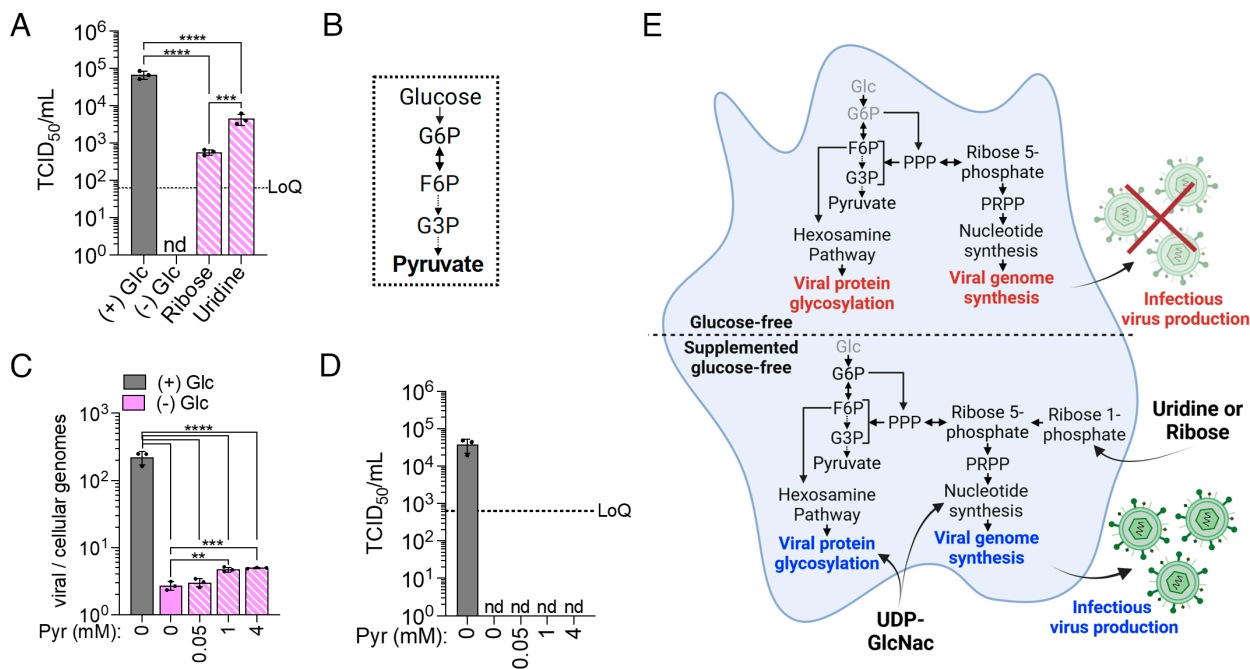 A
TCID50/mL
10^6
10^5
10^4
10^3
10^2
10^1
10^0
****
****
***
nd
LoQ
(+) Glc
(-) Glc
Ribose
Uridine
B
Glucose
G6P
F6P
G3P
Pyruvate
C
(+) Glc
(-) Glc
viral / cellular genomes
10^3
10^2
10^1
10^0
****
***
**
Pyr (mM):
0
0
0.05
1
4
D
TCID50/mL
10^6
10^5
10^4
10^3
10^2
10^1
10^0
LoQ
nd nd nd nd
Pyr (mM):
0
0
0.05
1
4
E
Glc
G6P
F6P
G3P
Pyruvate
PPP
Ribose 5-
phosphate
PRPP
Nucleotide
synthesis
Viral genome
synthesis
Hexosamine
Pathway
Viral protein
glycosylation
Infectious
virus production
Glucose-free
Supplemented
glucose-free
Glc
G6P
F6P
G3P
Pyruvate
PPP
Ribose 5-
phosphate
Ribose 1-
phosphate
Uridine or
Ribose
PRPP
Nucleotide
synthesis
Viral genome
synthesis
Hexosamine
Pathway
Viral protein
glycosylation
UDP-
GlcNac
Infectious
virus production